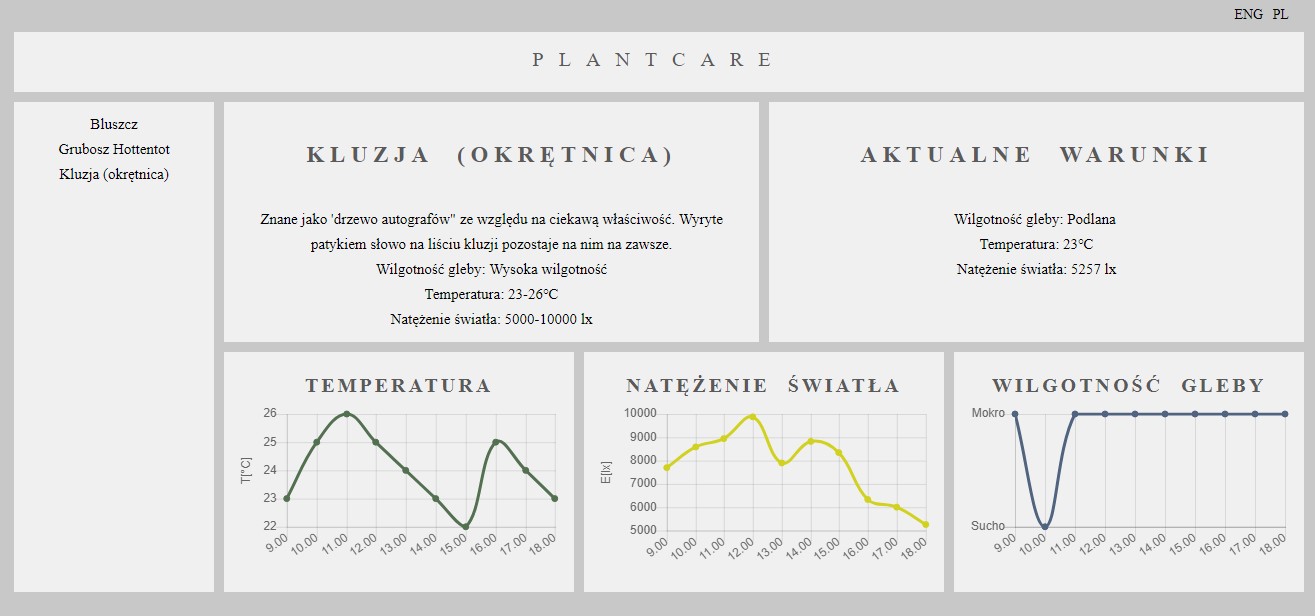 ENG PL
PLANTCARE
Bluszcz
Grubosz Hottentot
Kluzja (okrętnica)
KLUZJA (OKRĘTNICA)
Znane jako 'drzewo autografów" ze względu na ciekawą właściwość. Wyryte
patykiem słowo na liściu kluzji pozostaje na nim na zawsze.
Wilgotność gleby: Wysoka wilgotność
Temperatura: 23-26°C
Natężenie światła: 5000-10000 lx
AKTUALNE WARUNKI
Wilgotność gleby: Podlana
Temperatura: 23°C
Natężenie światła: 5257 lx
TEMPERATURA
T[°C]
26
25
24
23
22
9.00 10.00 11.00 12.00 13.00 14.00 15.00 16.00 17.00 18.00
NATĘŻENIE ŚWIATŁA
E[lx]
10000
9000
8000
7000
6000
5000
9.00 10.00 11.00 12.00 13.00 14.00 15.00 16.00 17.00 18.00
WILGOTNOŚĆ GLEBY
Mokro
Sucho
9.00 10.00 11.00 12.00 13.00 14.00 15.00 16.00 17.00 18.00